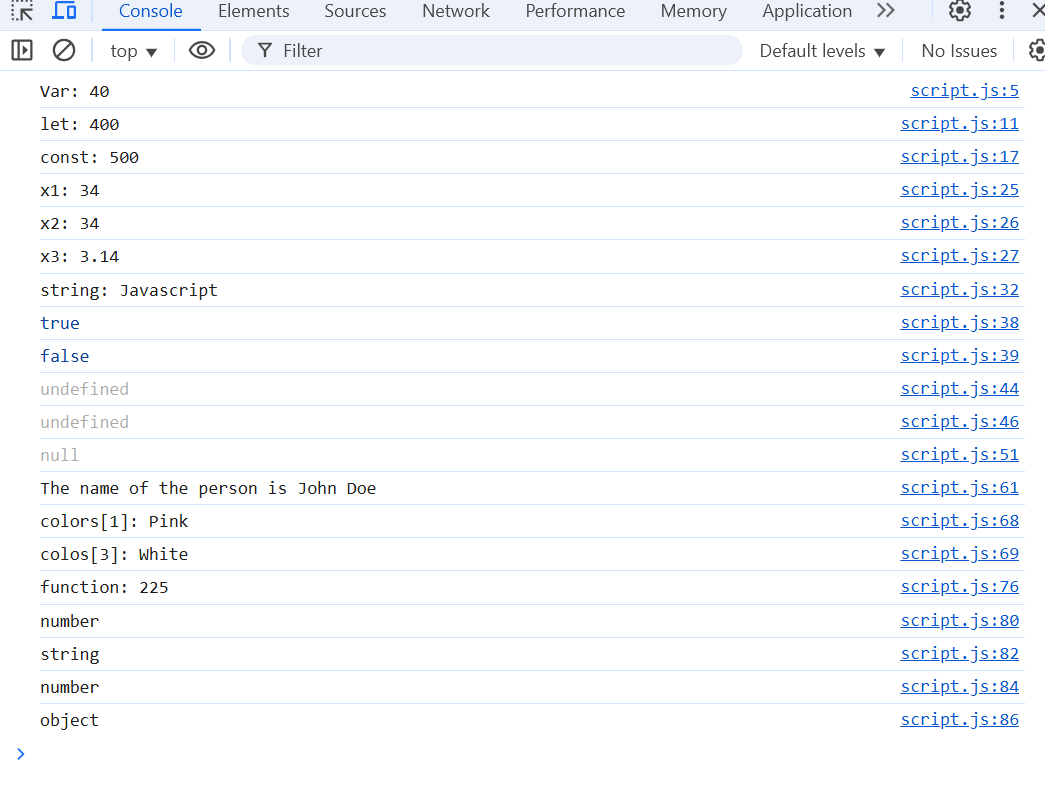 Console Elements Sources Network Performance Memory Application
top Filter Default levels No Issues
Var: 40 script.js:5
let: 400 script.js:11
const: 500 script.js:17
x1: 34 script.js:25
x2: 34 script.js:26
x3: 3.14 script.js:27
string: Javascript script.js:32
true script.js:38
false script.js:39
undefined script.js:44
undefined script.js:46
null script.js:51
The name of the person is John Doe script.js:61
colors[1]: Pink script.js:68
colos[3]: White script.js:69
function: 225 script.js:76
number script.js:80
string script.js:82
number script.js:84
object script.js:86